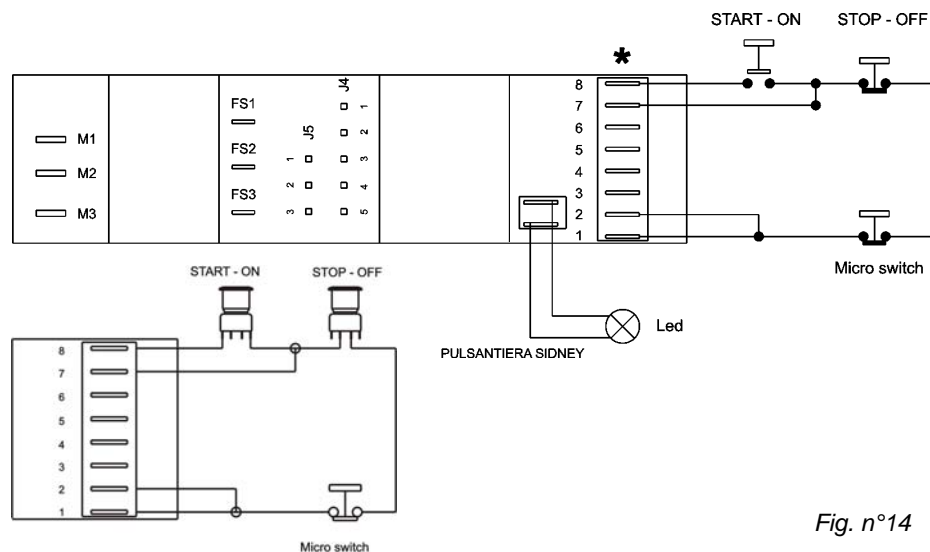 START - ON STOP - OFF
*
M1
M2
M3
FS1
FS2
FS3
J5
1
2
3
J4
1
2
3
4
5
8
7
6
5
4
3
2
1
Micro switch
Led
PULSANTIERA SIDNEY
START - ON STOP - OFF
8
7
6
5
4
3
2
1
Micro switch
Fig. n°14